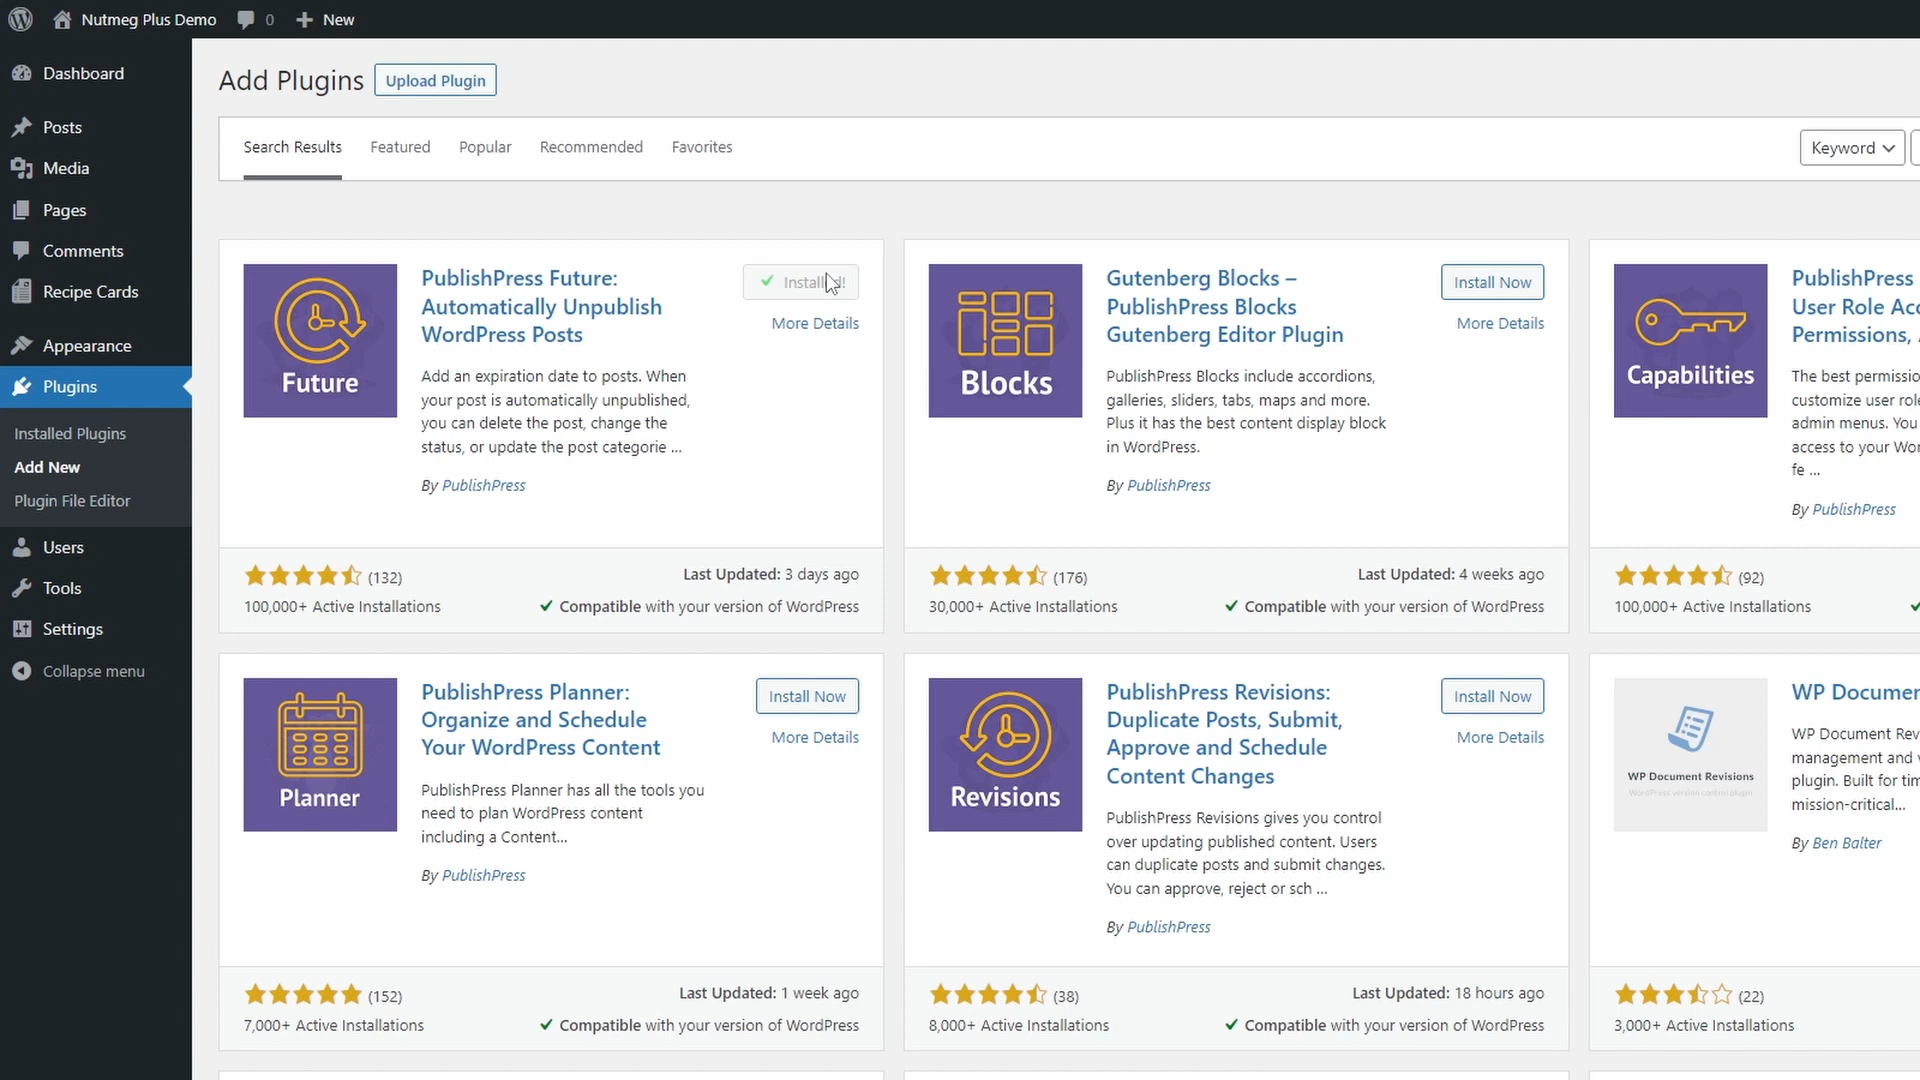 Nutmeg Plus Demo
0
New
Dashboard
Posts
Media
Pages
Comments
Recipe Cards
Appearance
Plugins
Installed Plugins
Add New
Plugin File Editor
Users
Tools
Settings
Collapse menu
Add Plugins
Upload Plugin
Search Results
Featured
Popular
Recommended
Favorites
Keyword
Future
PublishPress Future:
Automatically Unpublish
WordPress Posts
Installed!
More Details
Add an expiration date to posts. When
your post is automatically unpublished,
you can delete the post, change the
status, or update the post categorie ...
By PublishPress
(132)
Last Updated: 3 days ago
100,000+ Active Installations
Compatible with your version of WordPress
Blocks
Gutenberg Blocks –
PublishPress Blocks
Gutenberg Editor Plugin
Install Now
More Details
PublishPress Blocks include accordions,
galleries, sliders, tabs, maps and more.
Plus it has the best content display block
in WordPress.
By PublishPress
(176)
Last Updated: 4 weeks ago
30,000+ Active Installations
Compatible with your version of WordPress
Capabilities
PublishPress
User Role Acc
Permissions,
The best permissio
customize user role
admin menus. You
access to your Wor
fe ...
By PublishPress
(92)
100,000+ Active Installations
Planner
PublishPress Planner:
Organize and Schedule
Your WordPress Content
Install Now
More Details
PublishPress Planner has all the tools you
need to plan WordPress content
including a Content...
By PublishPress
(152)
Last Updated: 1 week ago
7,000+ Active Installations
Compatible with your version of WordPress
Revisions
PublishPress Revisions:
Duplicate Posts, Submit,
Approve and Schedule
Content Changes
Install Now
More Details
PublishPress Revisions gives you control
over updating published content. Users
can duplicate posts and submit changes.
You can approve, reject or sch ...
By PublishPress
(38)
Last Updated: 18 hours ago
8,000+ Active Installations
Compatible with your version of WordPress
WP Document Revisions
WordPress version control plugin
WP Documen
WP Document Rev
management and v
plugin. Built for tim
mission-critical...
By Ben Balter
(22)
3,000+ Active Installations